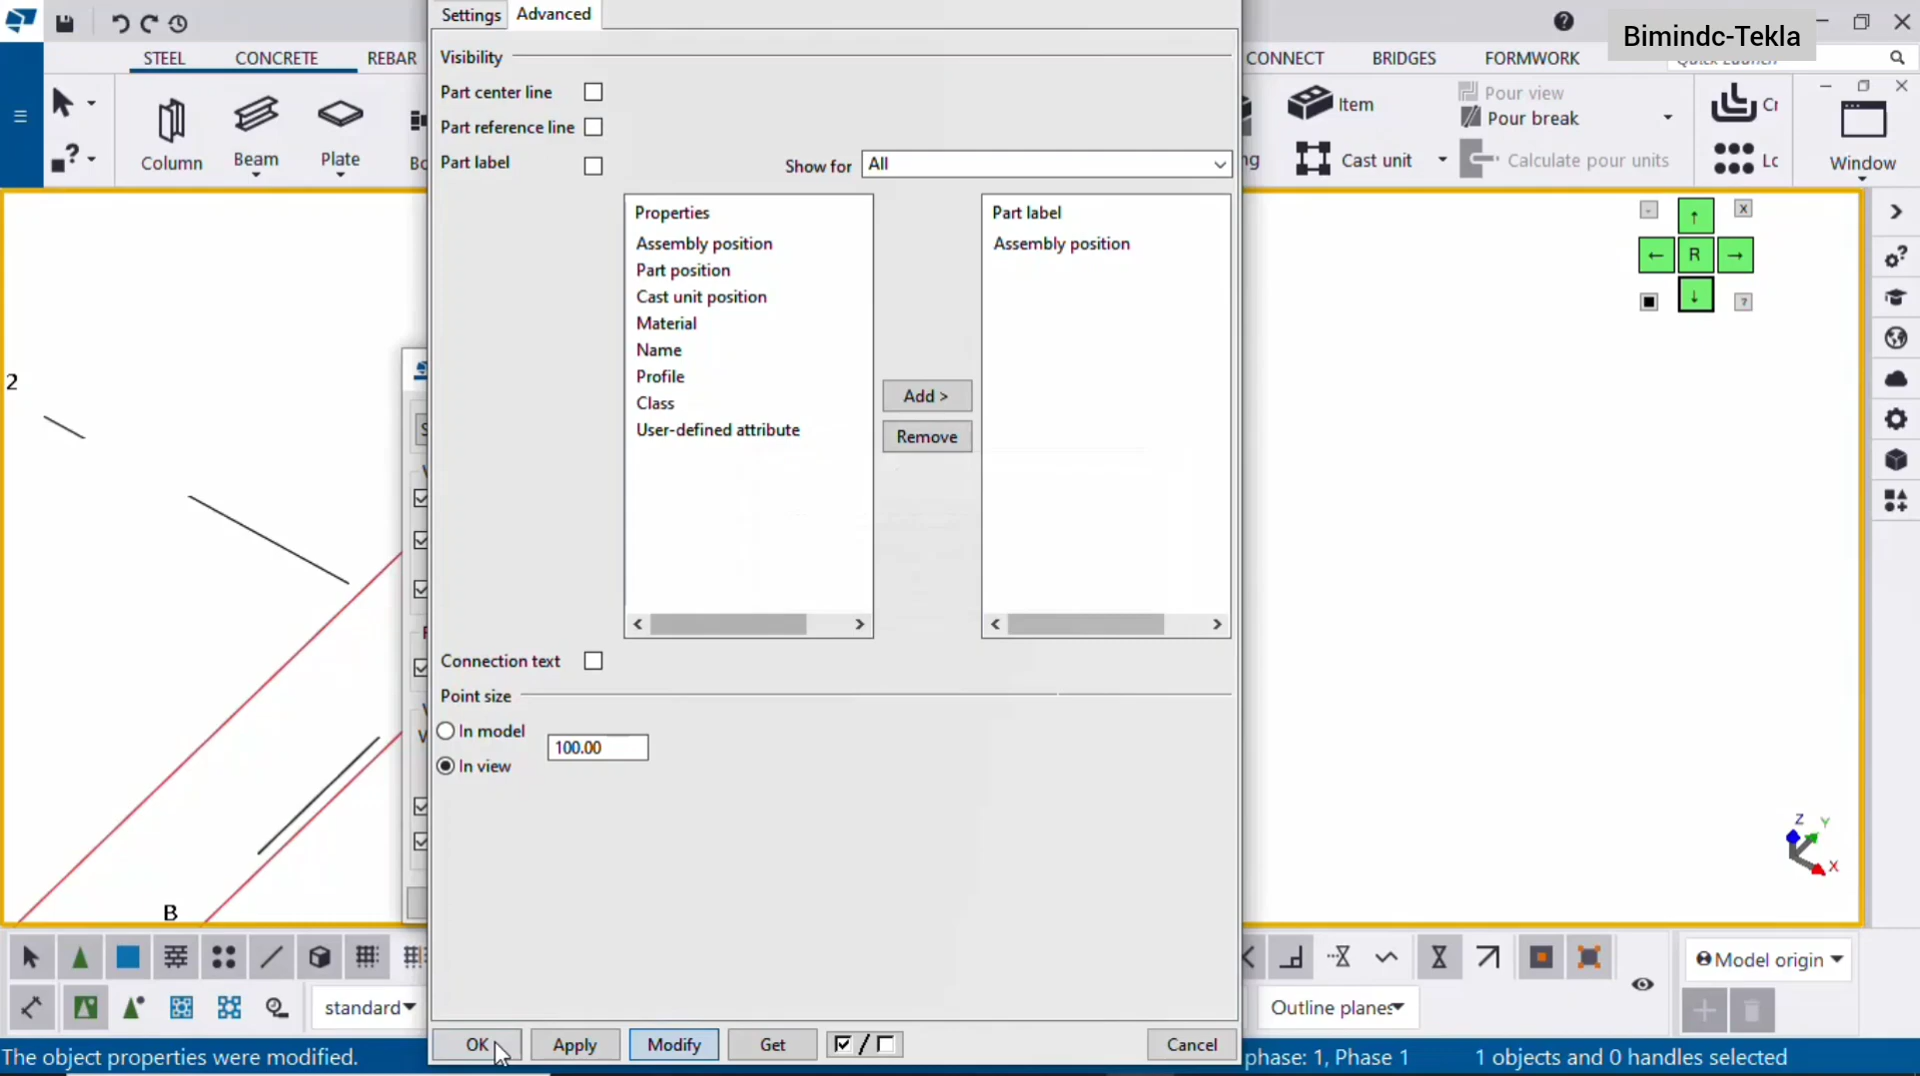 Settings Advanced
Bimindc-Tekla
STEEL CONCRETE REBAR
CONNECT BRIDGES FORMWORK
Visibility
Part center line
Part reference line
Part label
Show for All
Column Beam Plate
Item
Cast unit
Pour view
Pour break
Calculate pour units
Window
Properties
Assembly position
Part position
Cast unit position
Material
Name
Profile
Class
User-defined attribute
Add >
Remove
Part label
Assembly position
R
2
B
Connection text
Point size
In model
In view
100.00
Z Y
X
Model origin
standard
Outline planes
OK Apply Modify Get / Cancel
The object properties were modified.
phase: 1, Phase 1 1 objects and 0 handles selected